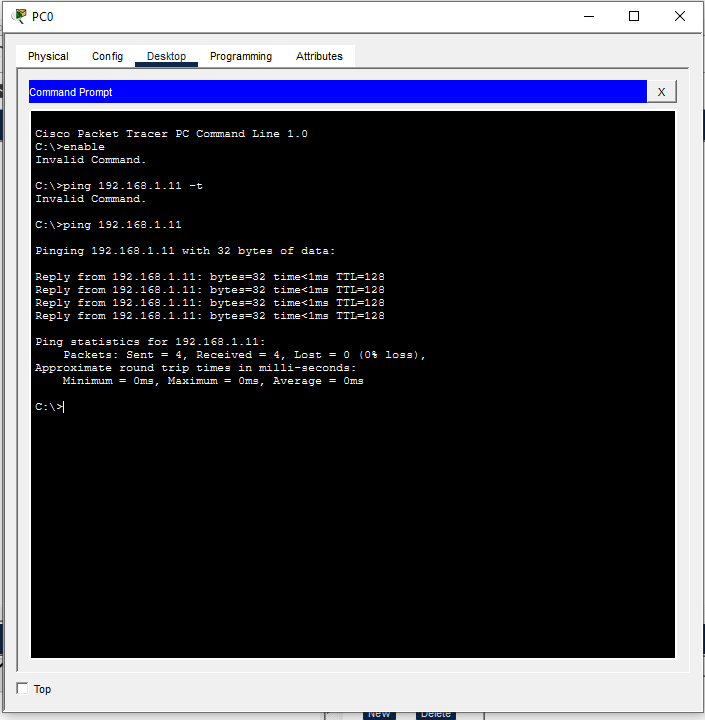 PC0
Physical Config Desktop Programming Attributes
Command Prompt X
Cisco Packet Tracer PC Command Line 1.0
C:\>enable
Invalid Command.
C:\>ping 192.168.1.11 -t
Invalid Command.
C:\>ping 192.168.1.11
Pinging 192.168.1.11 with 32 bytes of data:
Reply from 192.168.1.11: bytes=32 time<1ms TTL=128
Reply from 192.168.1.11: bytes=32 time<1ms TTL=128
Reply from 192.168.1.11: bytes=32 time<1ms TTL=128
Reply from 192.168.1.11: bytes=32 time<1ms TTL=128
Ping statistics for 192.168.1.11:
Packets: Sent = 4, Received = 4, Lost = 0 (0% loss),
Approximate round trip times in milli-seconds:
Minimum = 0ms, Maximum = 0ms, Average = 0ms
C:\>
Top
New Delete